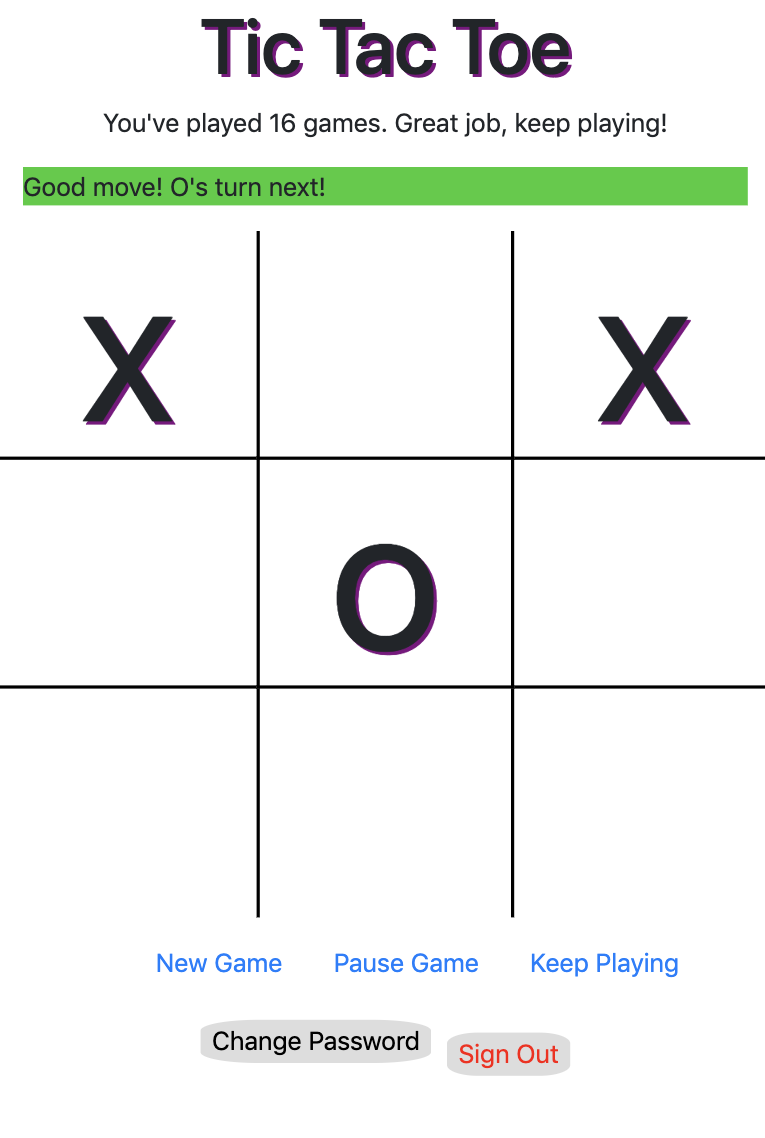 Tic Tac Toe
You've played 16 games. Great job, keep playing!
Good move! O's turn next!
X X
O
New Game Pause Game Keep Playing
Change Password Sign Out